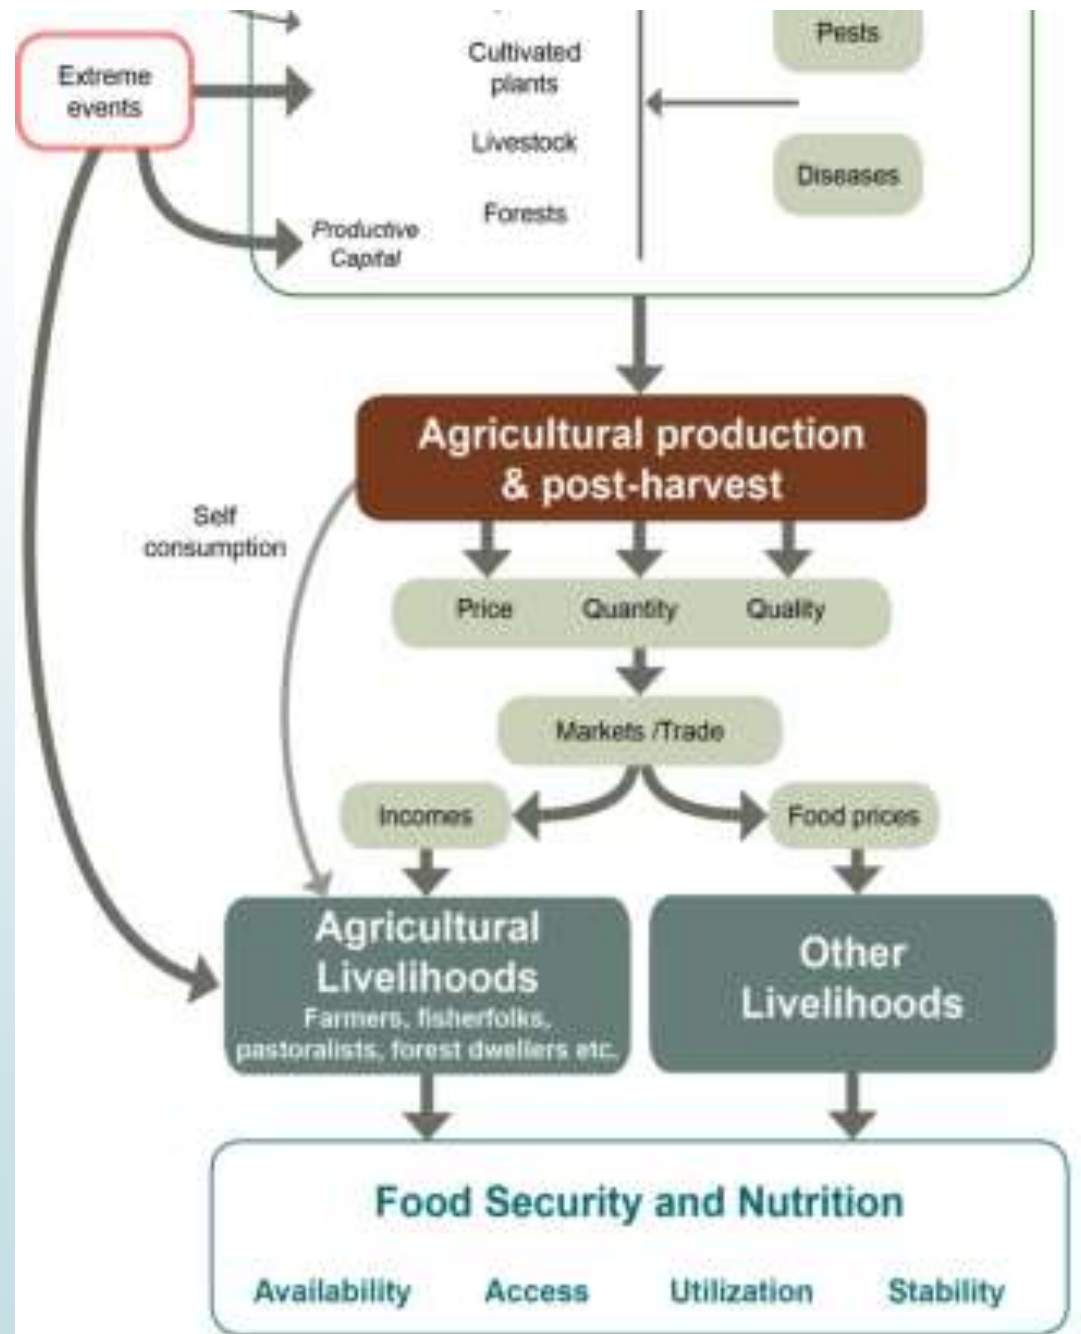 Pests
Extreme
events
Cultivated
plants
Livestock
Diseases
Forests
Productive
Capital
Agricultural production
& post-harvest
Self
consumption
Price
Quantity
Quality
Markets /Trade
Incomes
Food prices
Agricultural
Livelihoods
Farmers, fisherfolks,
pastoralists, forest dwellers etc.
Other
Livelihoods
Food Security and Nutrition
Availability
Access
Utilization
Stability